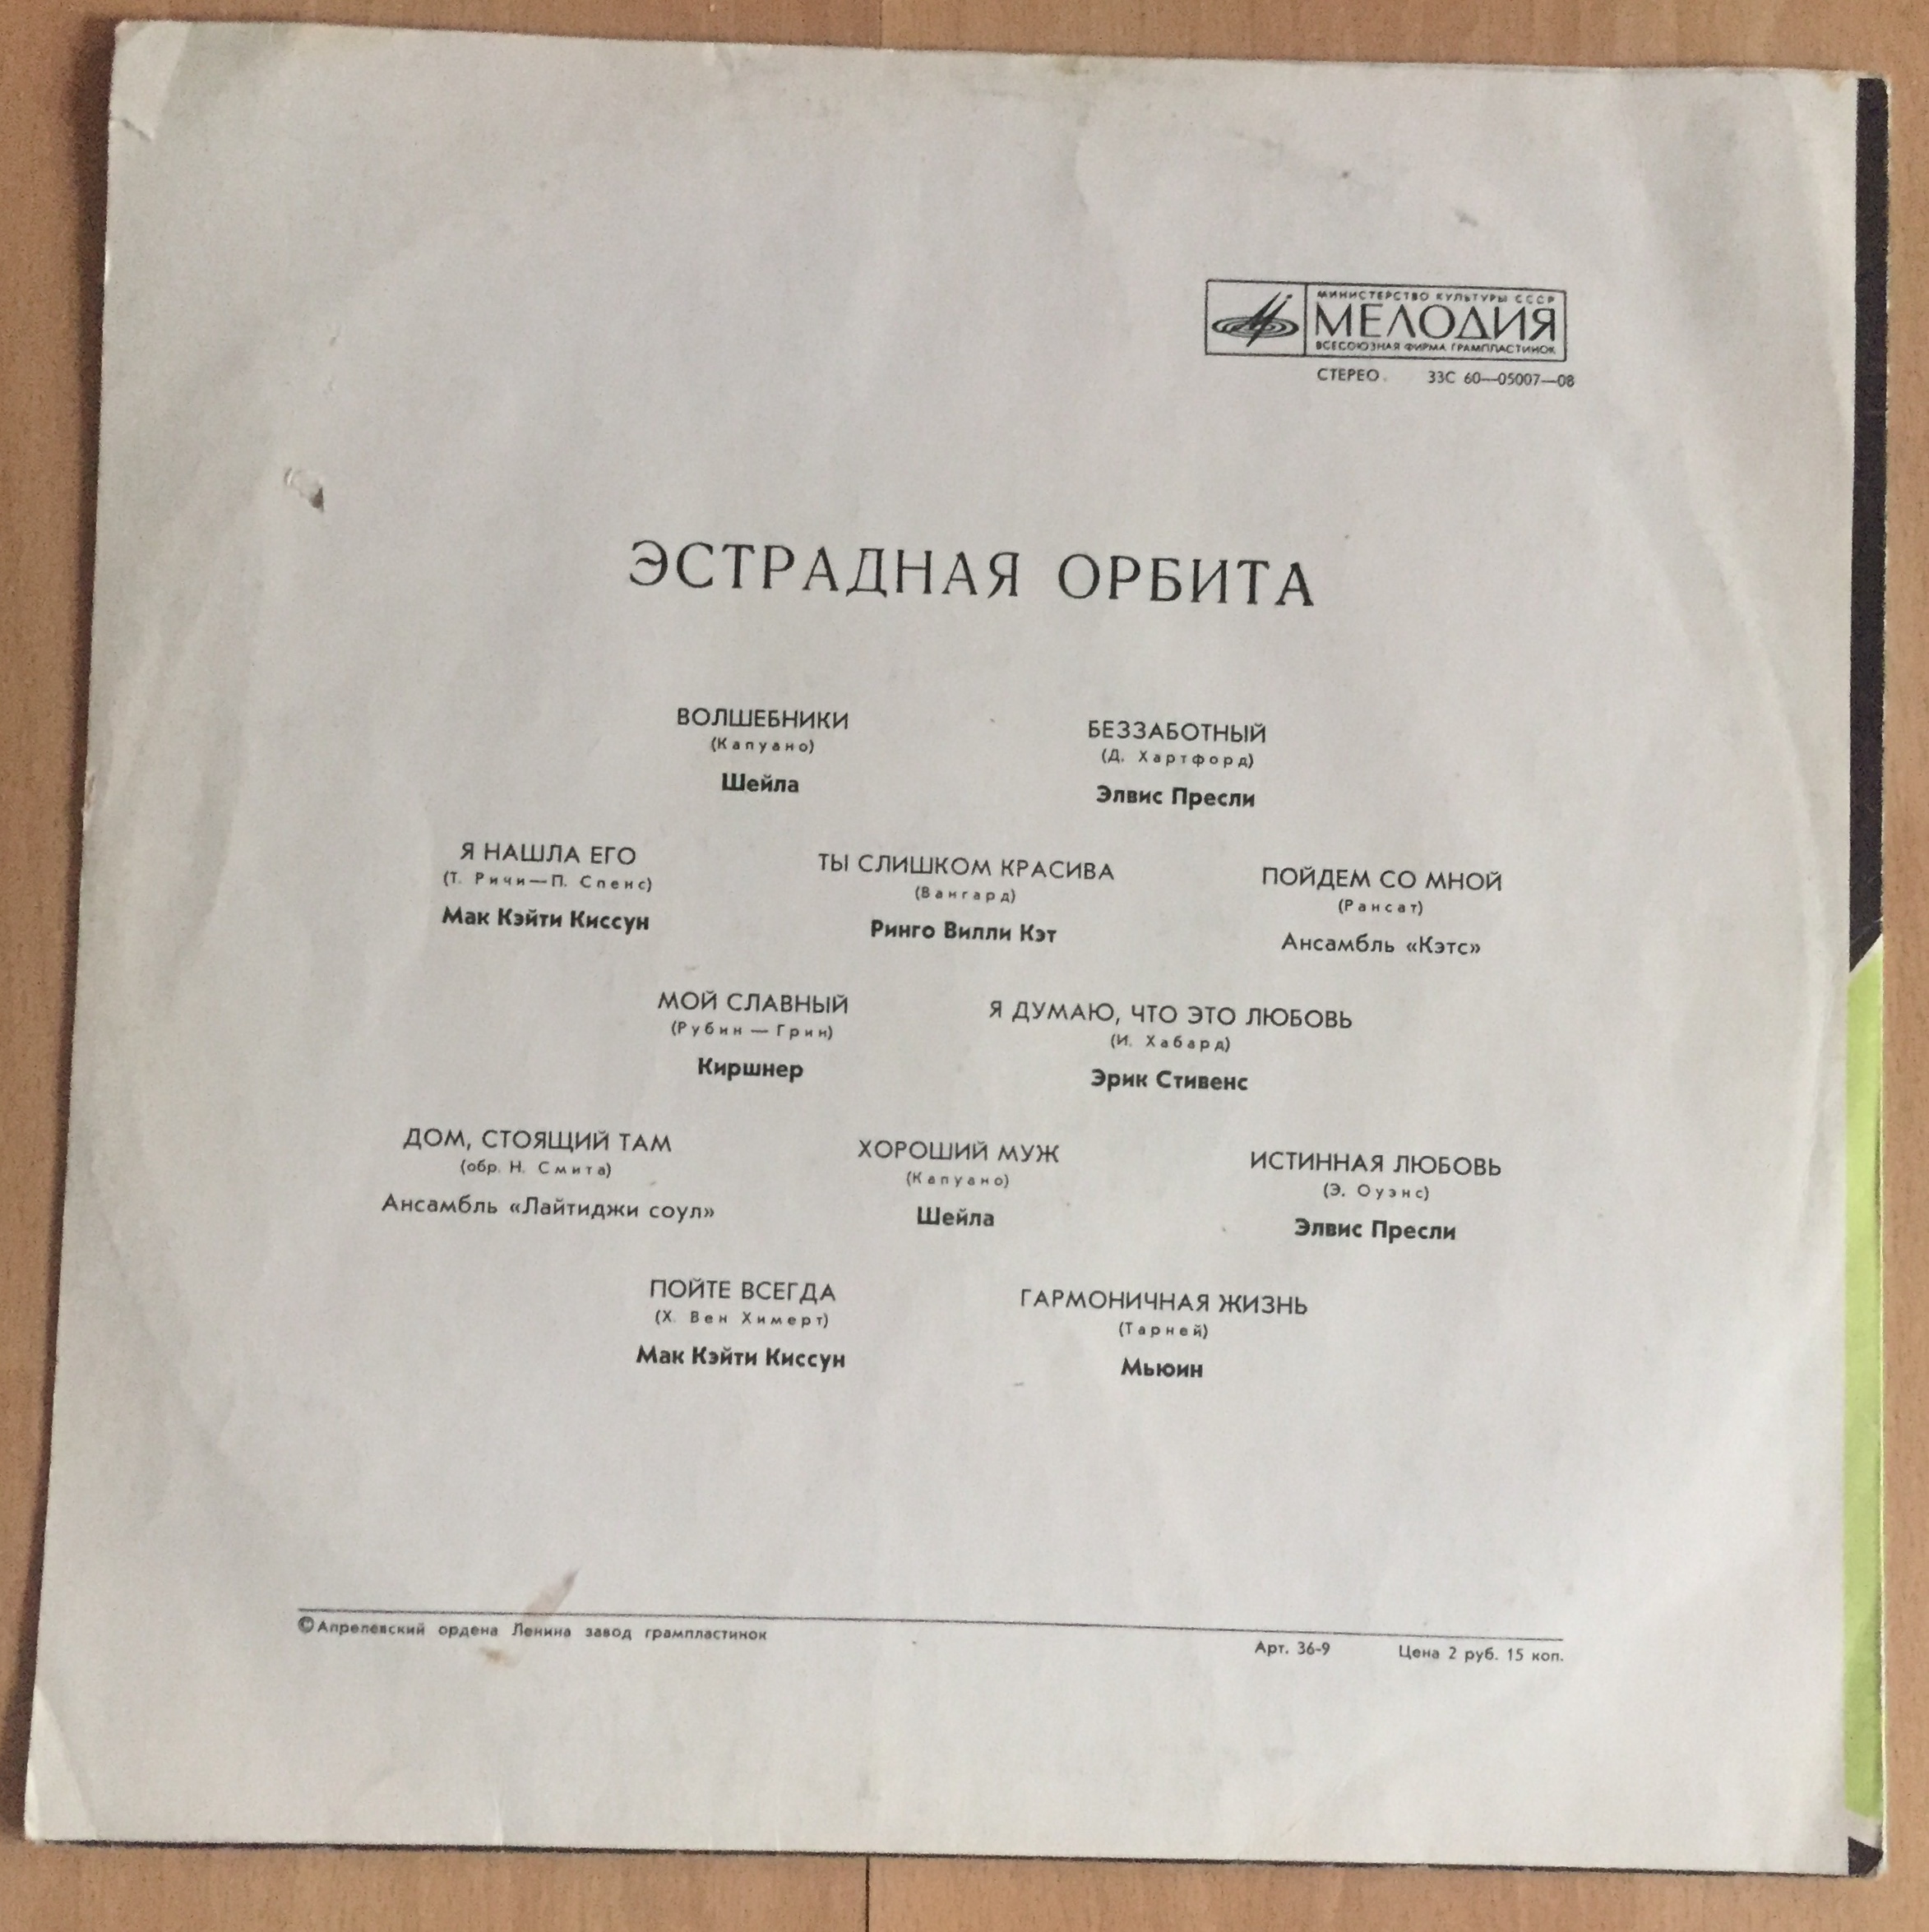 МИНИСТЕРСТВО КУЛЬТУРЫ СССР
МЕЛОДИЯ
ВСЕСОЮЗНАЯ ФИРМА ГРАМПЛАСТИНОК
СТЕРЕО. 33С 60—05007—08
ЭСТРАДНАЯ ОРБИТА
ВОЛШЕБНИКИ
(Капуано)
Шейла
БЕЗЗАБОТНЫЙ
(Д. Хартфорд)
Элвис Пресли
Я НАШЛА ЕГО
(Т. Ричи—П. Спенс)
Мак Кэйти Киссун
ТЫ СЛИШКОМ КРАСИВА
(Вангард)
Ринго Вилли Кэт
ПОЙДЕМ СО МНОЙ
(Рансат)
Ансамбль «Кэтс»
МОЙ СЛАВНЫЙ
(Рубин — Грин)
Киршнер
Я ДУМАЮ, ЧТО ЭТО ЛЮБОВЬ
(И. Хабард)
Эрик Стивенс
ДОМ, СТОЯЩИЙ ТАМ
(обр. Н. Смита)
Ансамбль «Лайтиджи соул»
ХОРОШИЙ МУЖ
(Капуано)
Шейла
ИСТИННАЯ ЛЮБОВЬ
(Э. Оуэнс)
Элвис Пресли
ПОЙТЕ ВСЕГДА
(Х. Вен Химерт)
Мак Кэйти Киссун
ГАРМОНИЧНАЯ ЖИЗНЬ
(Тарней)
Мьюин
©Апрелевский ордена Ленина завод грампластинок
Арт. 36-9 Цена 2 руб. 15 коп.